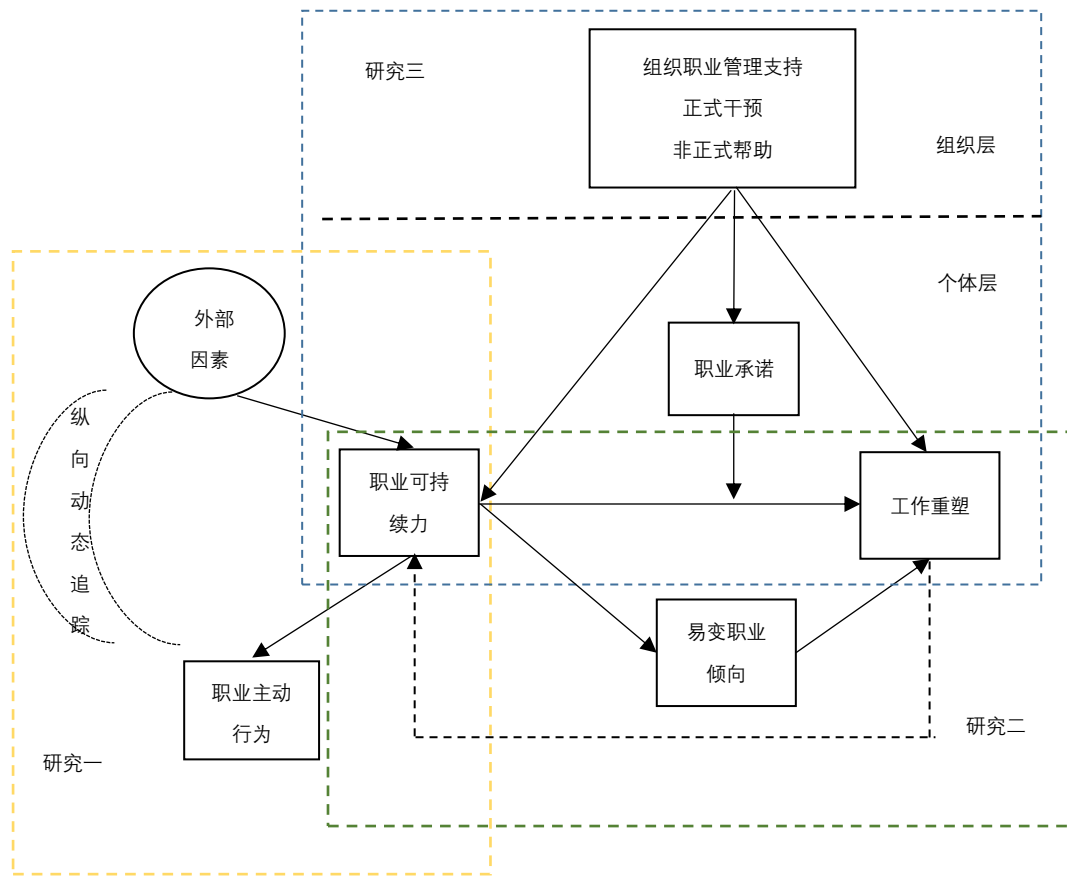 研究三
组织职业管理支持
正式干预
非正式帮助
组织层
个体层
外部
因素
职业承诺
纵
向
动
态
追
踪
职业可持
续力
工作重塑
易变职业
倾向
职业主动
行为
研究二
研究一